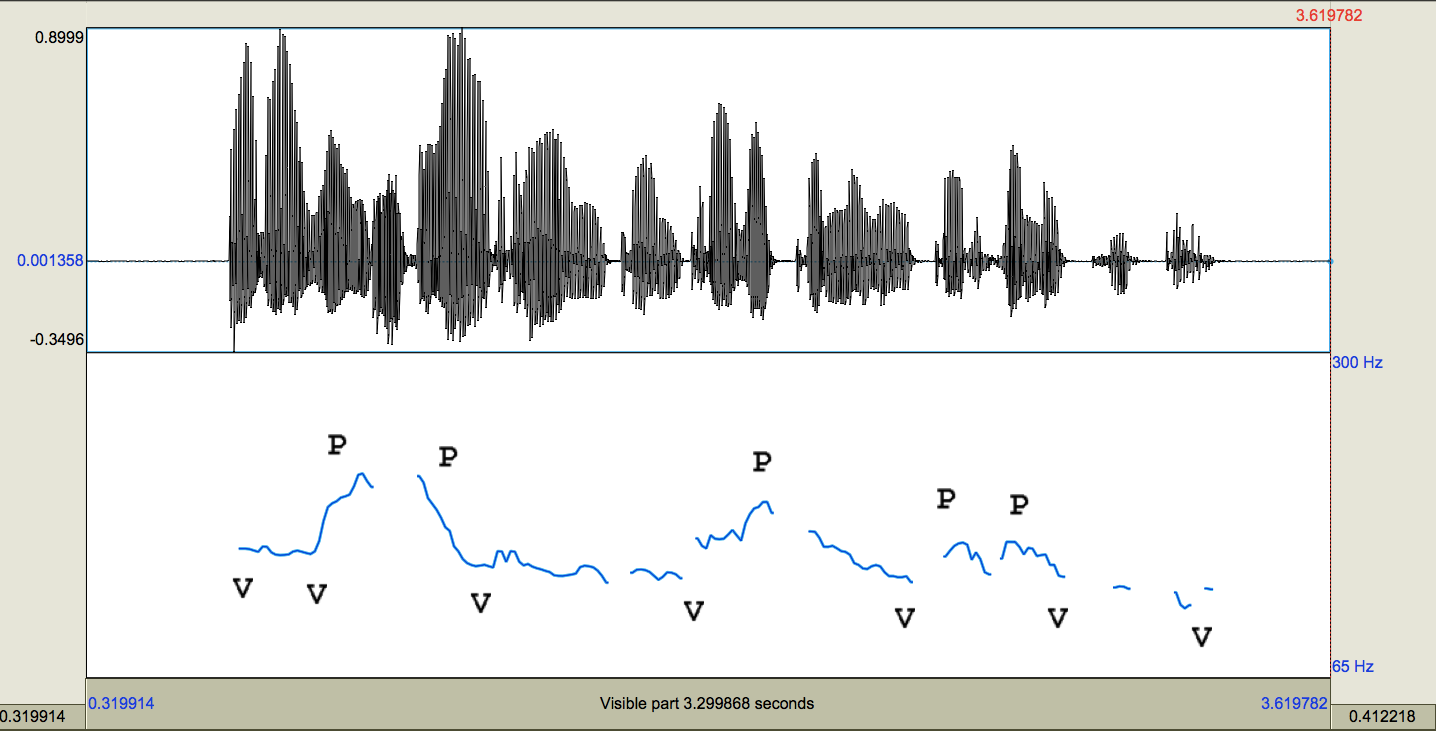 3.619782
0.8999
0.001358
-0.3496
300 Hz
P P P P P
V V V V V V V
65 Hz
0.319914 Visible part 3.299868 seconds 3.619782
0.319914 0.412218